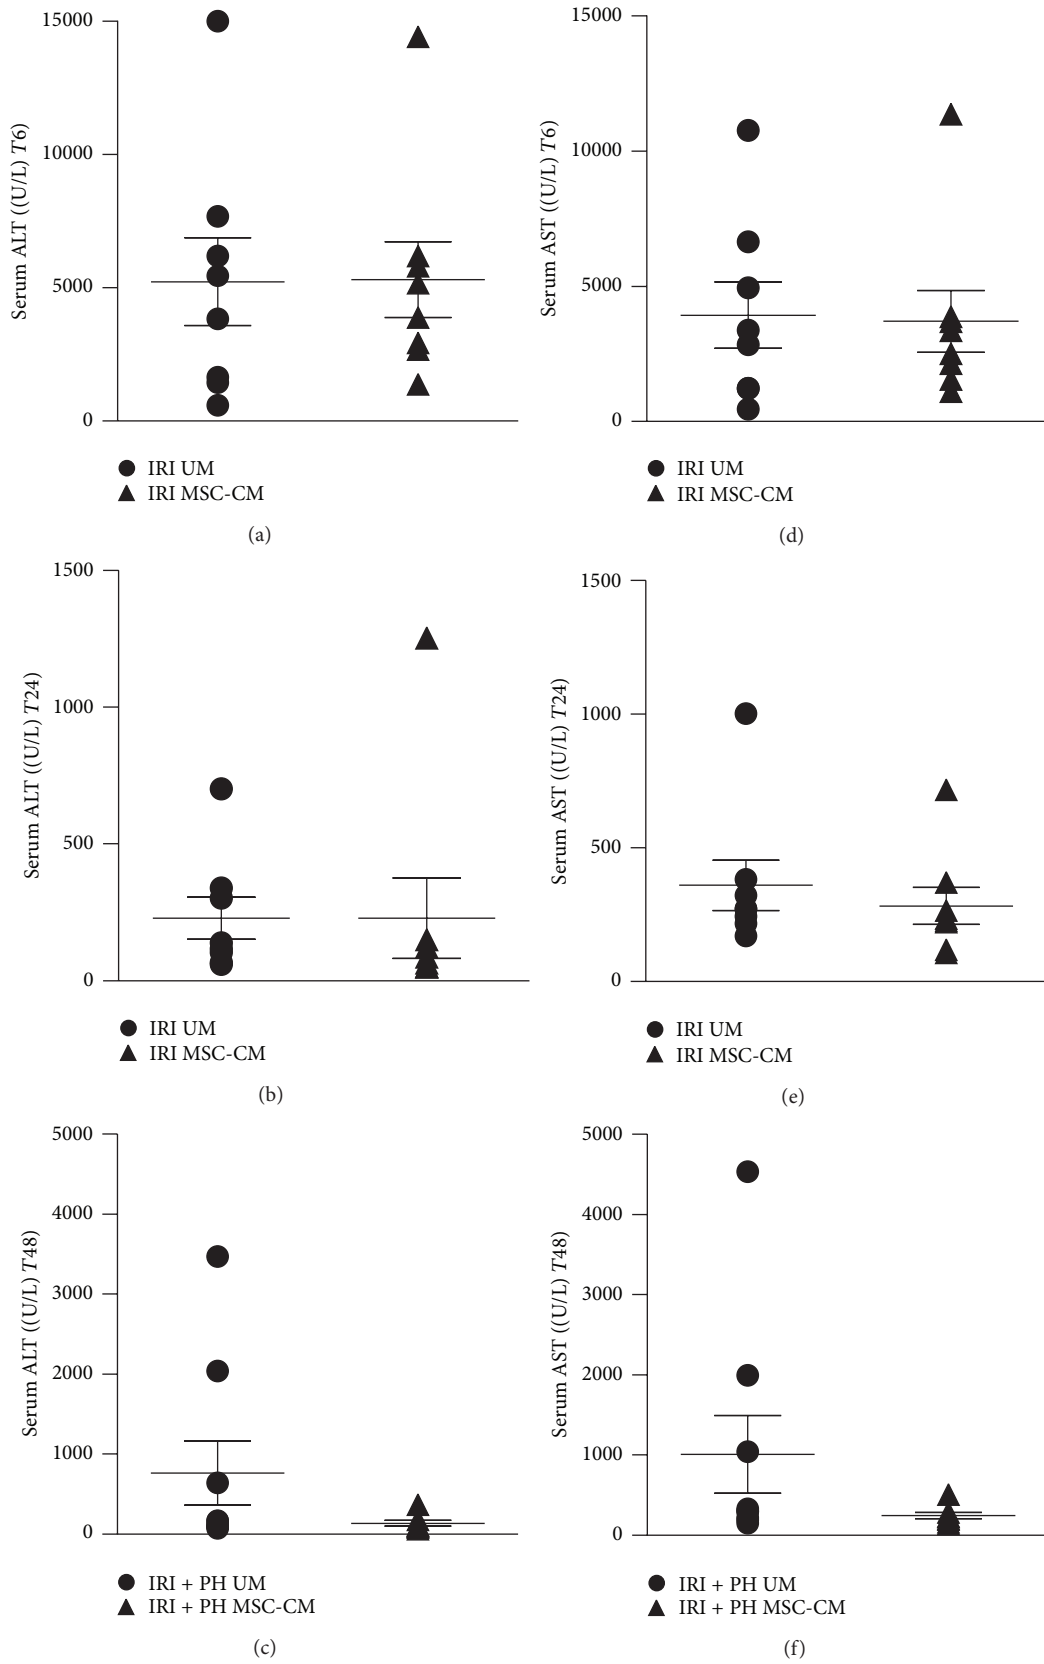 15000
10000
5000
0
Serum ALT ((U/L) T6)
IRI UM
IRI MSC-CM
(a)
15000
10000
5000
0
Serum AST ((U/L) T6)
IRI UM
IRI MSC-CM
(d)
1500
1000
500
0
Serum ALT ((U/L) T24)
IRI UM
IRI MSC-CM
(b)
1500
1000
500
0
Serum AST ((U/L) T24)
IRI UM
IRI MSC-CM
(e)
5000
4000
3000
2000
1000
0
Serum ALT ((U/L) T48)
IRI + PH UM
IRI + PH MSC-CM
(c)
5000
4000
3000
2000
1000
0
Serum AST ((U/L) T48)
IRI + PH UM
IRI + PH MSC-CM
(f)